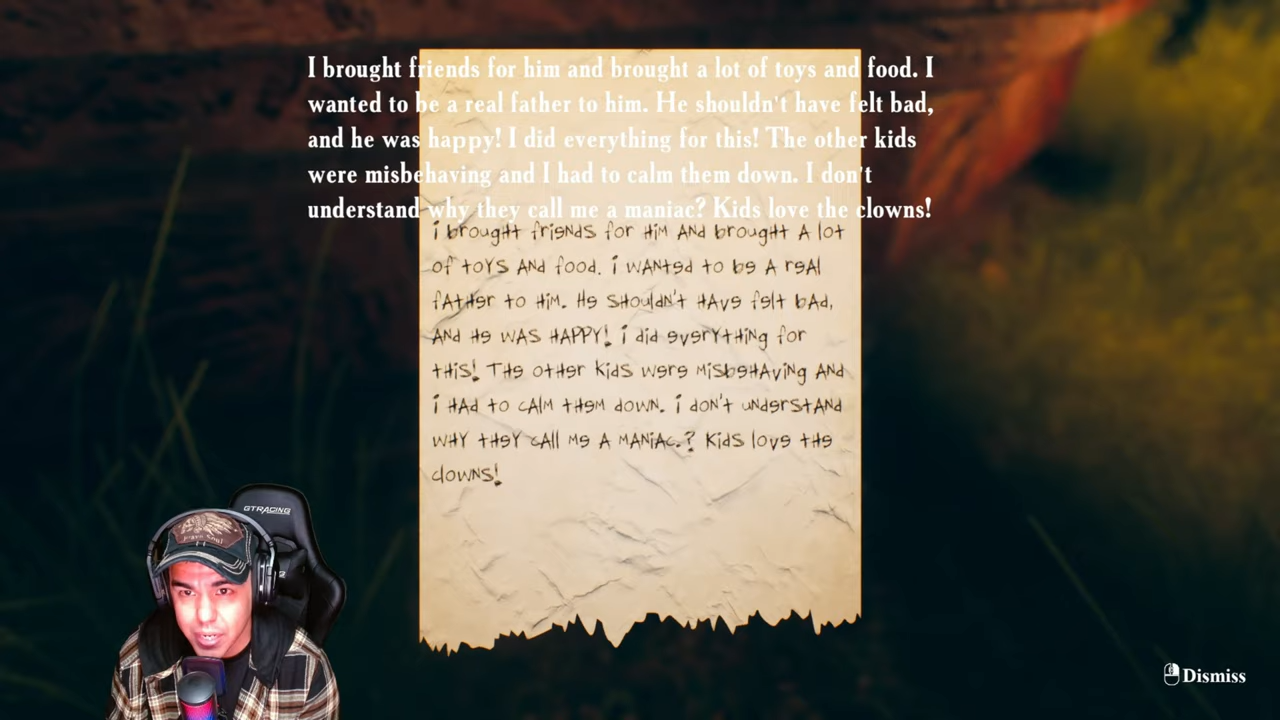 I brought friends for him and brought a lot of toys and food. I
wanted to be a real father to him. He shouldn't have felt bad,
and he was happy! I did everything for this! The other kids
were misbehaving and I had to calm them down. I don't
understand why they call me a maniac? Kids love the clowns!
i brought friends for him and brought a lot
of toys and food. i wanted to be a real
father to him. He shouldn't have felt bad,
and he was happy! i did everything for
this! The other kids were misbehaving and
i had to calm them down. i don't understand
why they call me a maniac.? Kids love the
clowns!
GTRACING
Dismiss